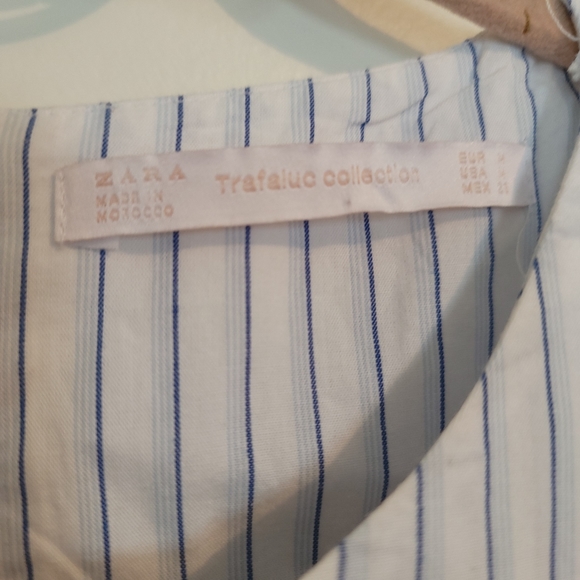 ZARA
MADE IN
MOROCCO
Trafaluc collection
EUR
USA
MEX